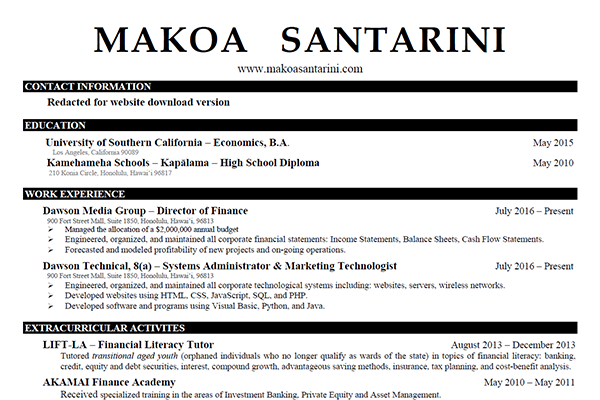 MAKOA SANTARINI
www.makoasantarini.com
CONTACT INFORMATION
Redacted for website download version
EDUCATION
University of Southern California – Economics, B.A. May 2015
Los Angeles, California 90089
Kamehameha Schools – Kapālama – High School Diploma May 2010
210 Konia Circle, Honolulu, Hawai’i, 96817
WORK EXPERIENCE
Dawson Media Group – Director of Finance July 2016 – Present
900 Fort Street Mall, Suite 1850, Honolulu, Hawai’i, 96813
➢ Managed the allocation of a $2,000,000 annual budget
➢ Engineered, organized, and maintained all corporate financial statements: Income Statements, Balance Sheets, Cash Flow Statements.
➢ Forecasted and modeled profitability of new projects and on-going operations.
Dawson Technical, 8(a) – Systems Administrator & Marketing Technologist July 2016 – Present
900 Fort Street Mall, Suite 1850, Honolulu, Hawai’i, 96813
➢ Engineered, organized, and maintained all corporate technological systems including: websites, servers, wireless networks.
➢ Developed websites using HTML, CSS, JavaScript, SQL, and PHP.
➢ Developed software and programs using Visual Basic, Python, and Java.
EXTRACURRICULAR ACTIVITES
LIFT-LA – Financial Literacy Tutor August 2013 – December 2013
Tutored transitional aged youth (orphaned individuals who no longer qualify as wards of the state) in topics of financial literacy: banking,
credit, equity and debt securities, interest, compound growth, advantageous saving methods, insurance, tax planning, and cost-benefit analysis.
AKAMAI Finance Academy May 2010 – May 2011
Received specialized training in the areas of Investment Banking, Private Equity and Asset Management.